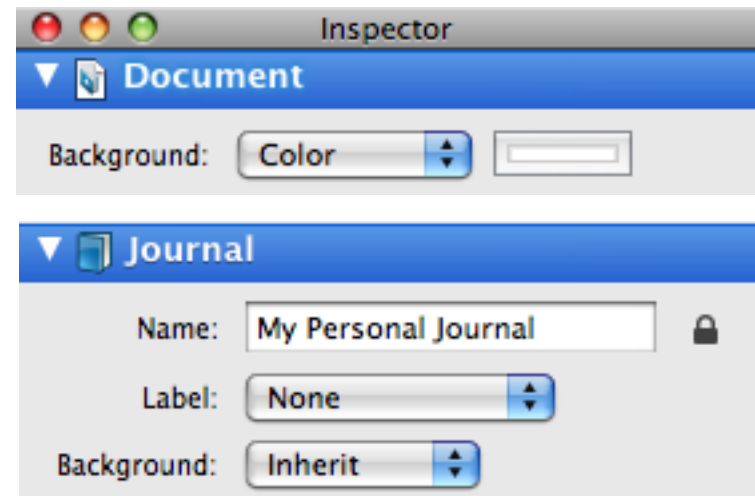 Inspector
Document
Background: Color
Journal
Name: My Personal Journal
Label: None
Background: Inherit